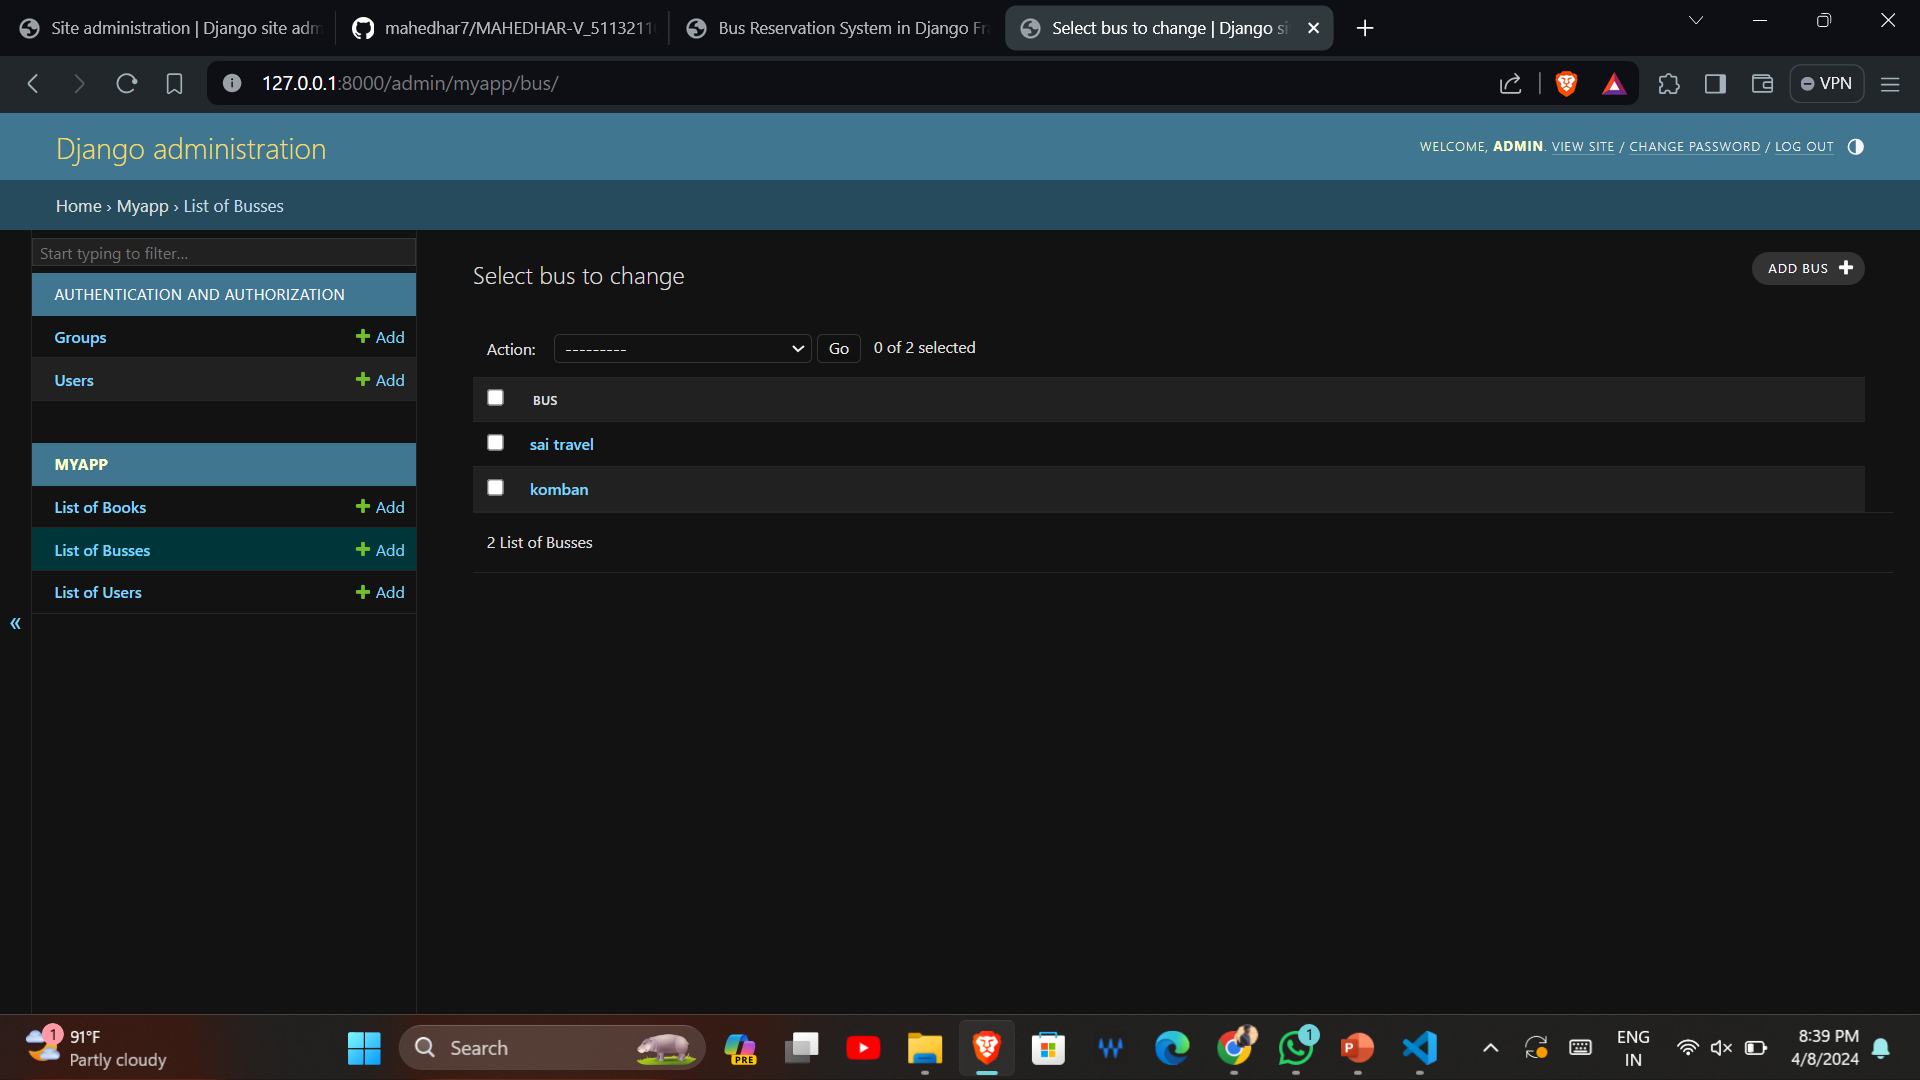 Site administration | Django site adm
mahedhar7/MAHEDHAR-V_5113211
Bus Reservation System in Django Fr
Select bus to change | Django si
127.0.0.1:8000/admin/myapp/bus/
VPN
Django administration
WELCOME, ADMIN. VIEW SITE / CHANGE PASSWORD / LOG OUT
Home › Myapp › List of Busses
Start typing to filter...
AUTHENTICATION AND AUTHORIZATION
Groups + Add
Users + Add
MYAPP
List of Books + Add
List of Busses + Add
List of Users + Add
«
Select bus to change
ADD BUS +
Action: --------- Go 0 of 2 selected
BUS
sai travel
komban
2 List of Busses
1
91°F
Partly cloudy
Search
PRE
1
ENG
IN
8:39 PM
4/8/2024